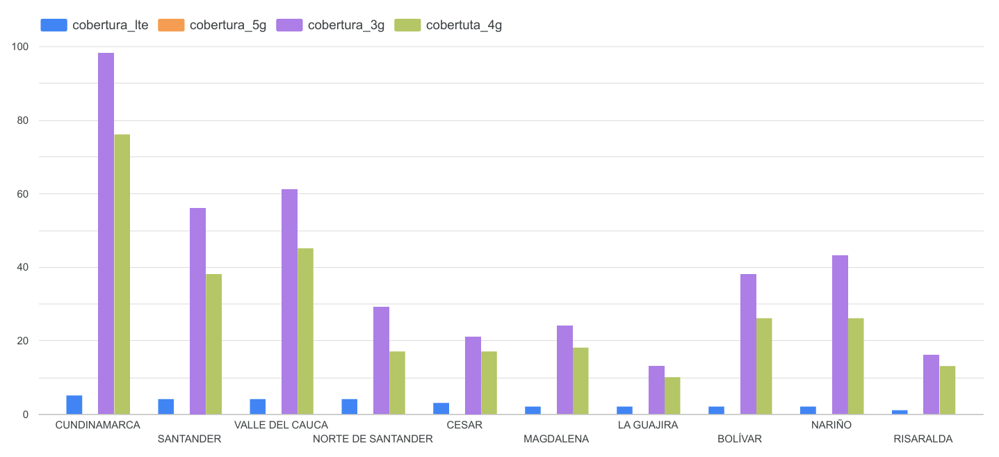 cobertura_lte cobertura_5g cobertura_3g cobertuta_4g
100
80
60
40
20
0
CUNDINAMARCA VALLE DEL CAUCA CESAR LA GUAJIRA NARIÑO
SANTANDER NORTE DE SANTANDER MAGDALENA BOLÍVAR RISARALDA